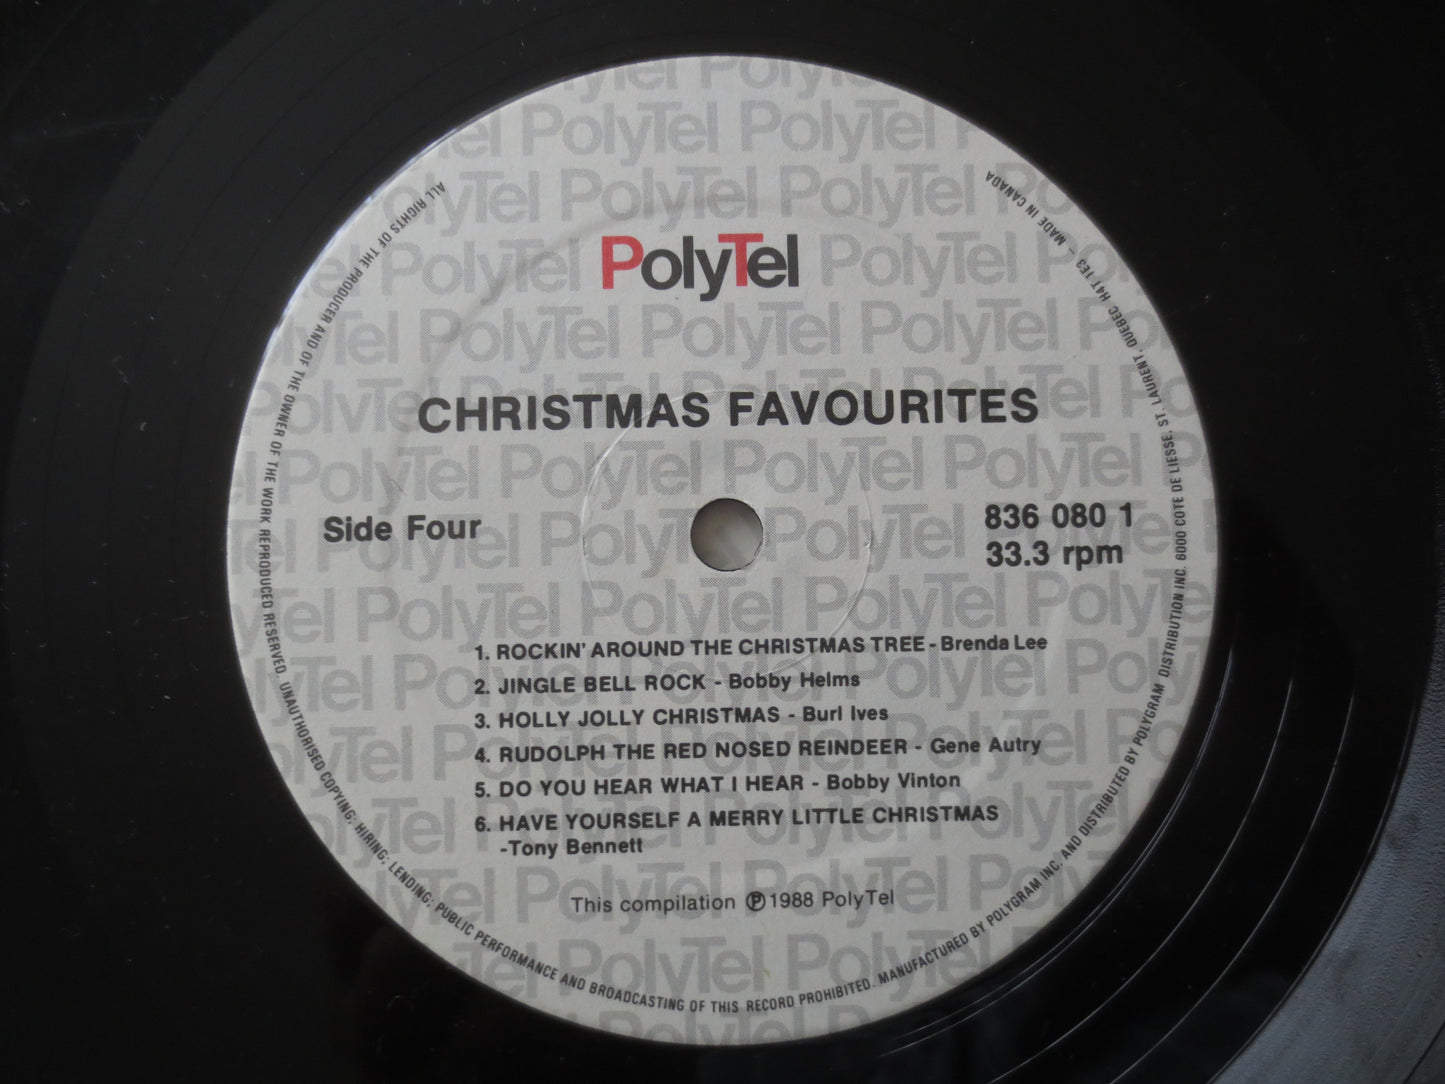 PolyTel
CHRISTMAS FAVOURITES
Side Four
836 080 1
33.3 rpm
1. ROCKIN' AROUND THE CHRISTMAS TREE - Brenda Lee
2. JINGLE BELL ROCK - Bobby Helms
3. HOLLY JOLLY CHRISTMAS - Burl Ives
4. RUDOLPH THE RED NOSED REINDEER - Gene Autry
5. DO YOU HEAR WHAT I HEAR - Bobby Vinton
6. HAVE YOURSELF A MERRY LITTLE CHRISTMAS
-Tony Bennett
This compilation ℗1988 PolyTel
ALL RIGHTS OF THE PRODUCER AND OF THE OWNER OF THE WORK REPRODUCED RESERVED. UNAUTHORISED COPYING; HIRING; LENDING; PUBLIC PERFORMANCE AND BROADCASTING OF THIS RECORD PROHIBITED. MANUFACTURED BY POLYGRAM INC. AND DISTRIBUTED BY POLYGRAM DISTRIBUTION INC. 6000 COTE DE LIESSE, ST LAURENT, QUEBEC H4T 1E3 – MADE IN CANADA